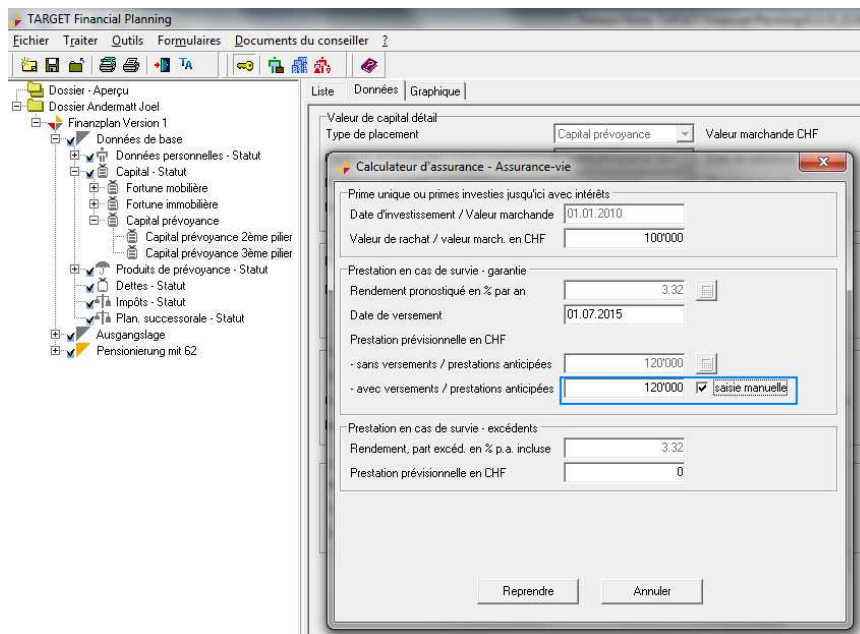 TARGET Financial Planning
Fichier Traiter Outils Formulaires Documents du conseiller ?
TA
Dossier - Aperçu
Dossier Andermatt Joel
Finanzplan Version 1
Données de base
Données personnelles - Statut
Capital - Statut
Fortune mobilière
Fortune immobilière
Capital prévoyance
Capital prévoyance 2ème pilier
Capital prévoyance 3ème pilier
Produits de prévoyance - Statut
Dettes - Statut
Impôts - Statut
Plan. successorale - Statut
Ausgangslage
Pensionierung mit 62
Liste Données Graphique
Valeur de capital détail
Type de placement Capital prévoyance Valeur marchande CHF
Calculateur d'assurance - Assurance-vie
Prime unique ou primes investies jusqu'ici avec intérêts
Date d'investissement / Valeur marchande 01.01.2010
Valeur de rachat / valeur march. en CHF 100'000
Prestation en cas de survie - garantie
Rendement pronostiqué en % par an 3.32
Date de versement 01.07.2015
Prestation prévisionnelle en CHF
- sans versements / prestations anticipées 120'000
- avec versements / prestations anticipées 120'000 saisie manuelle
Prestation en cas de survie - excédents
Rendement, part excéd. en % p.a. incluse 3.32
Prestation prévisionnelle en CHF 0
Reprendre Annuler